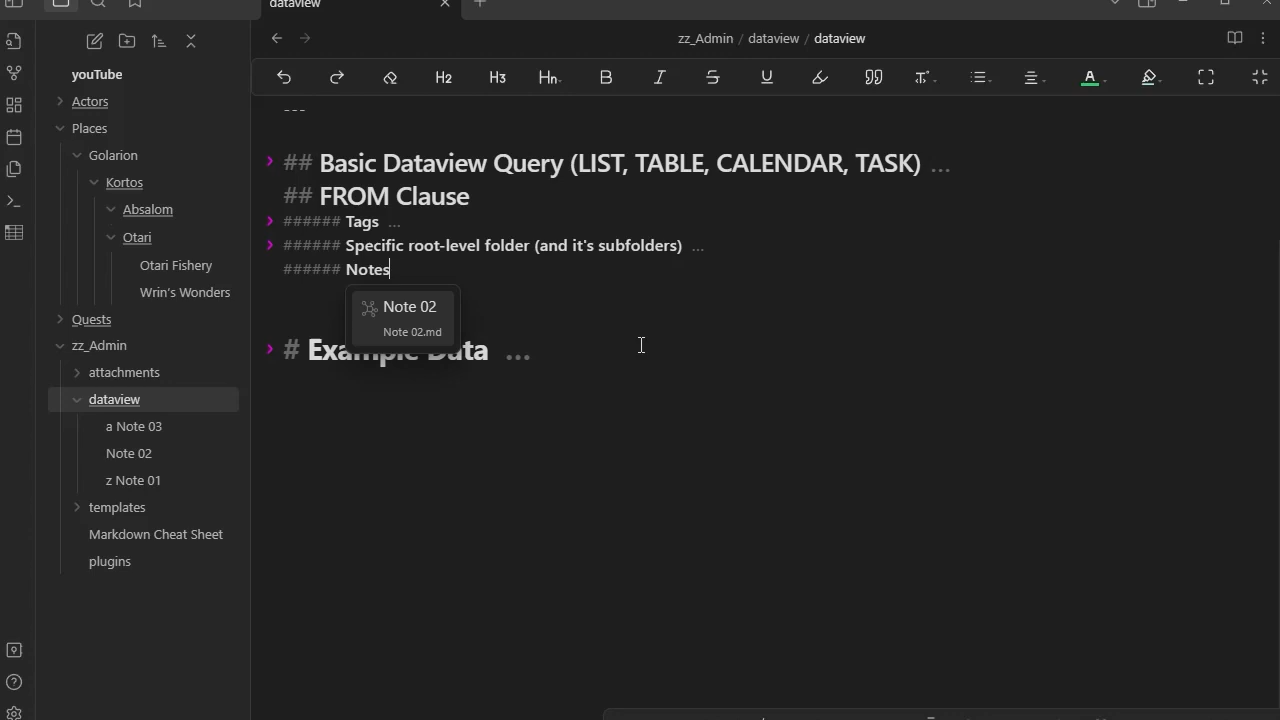 dataview
zz_Admin / dataview / dataview
youTube
Actors
Places
Golarion
Kortos
Absalom
Otari
Otari Fishery
Wrin's Wonders
Quests
zz_Admin
attachments
dataview
a Note 03
Note 02
z Note 01
templates
Markdown Cheat Sheet
plugins
H2 H3 Hn B I S U A
---
## Basic Dataview Query (LIST, TABLE, CALENDAR, TASK) ...
## FROM Clause
###### Tags ...
###### Specific root-level folder (and it's subfolders) ...
###### Notes
Note 02
Note 02.md
# Example Data ...